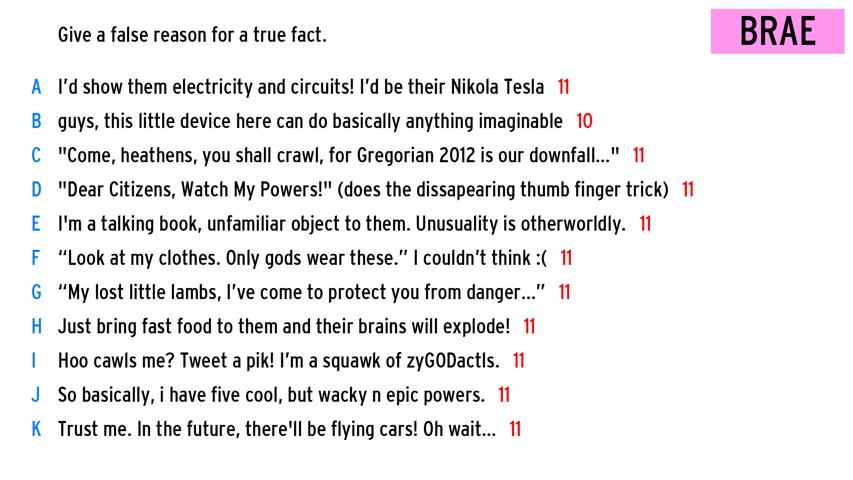 Give a false reason for a true fact.
BRAE
A I'd show them electricity and circuits! I'd be their Nikola Tesla 11
B guys, this little device here can do basically anything imaginable 10
C "Come, heathens, you shall crawl, for Gregorian 2012 is our downfall..." 11
D "Dear Citizens, Watch My Powers!" (does the dissapearing thumb finger trick) 11
E I'm a talking book, unfamiliar object to them. Unusuality is otherworldly. 11
F “Look at my clothes. Only gods wear these.” I couldn't think :( 11
G “My lost little lambs, I've come to protect you from danger...” 11
H Just bring fast food to them and their brains will explode! 11
I Hoo cawls me? Tweet a pik! I'm a squawk of zyGODactls. 11
J So basically, i have five cool, but wacky n epic powers. 11
K Trust me. In the future, there'll be flying cars! Oh wait... 11